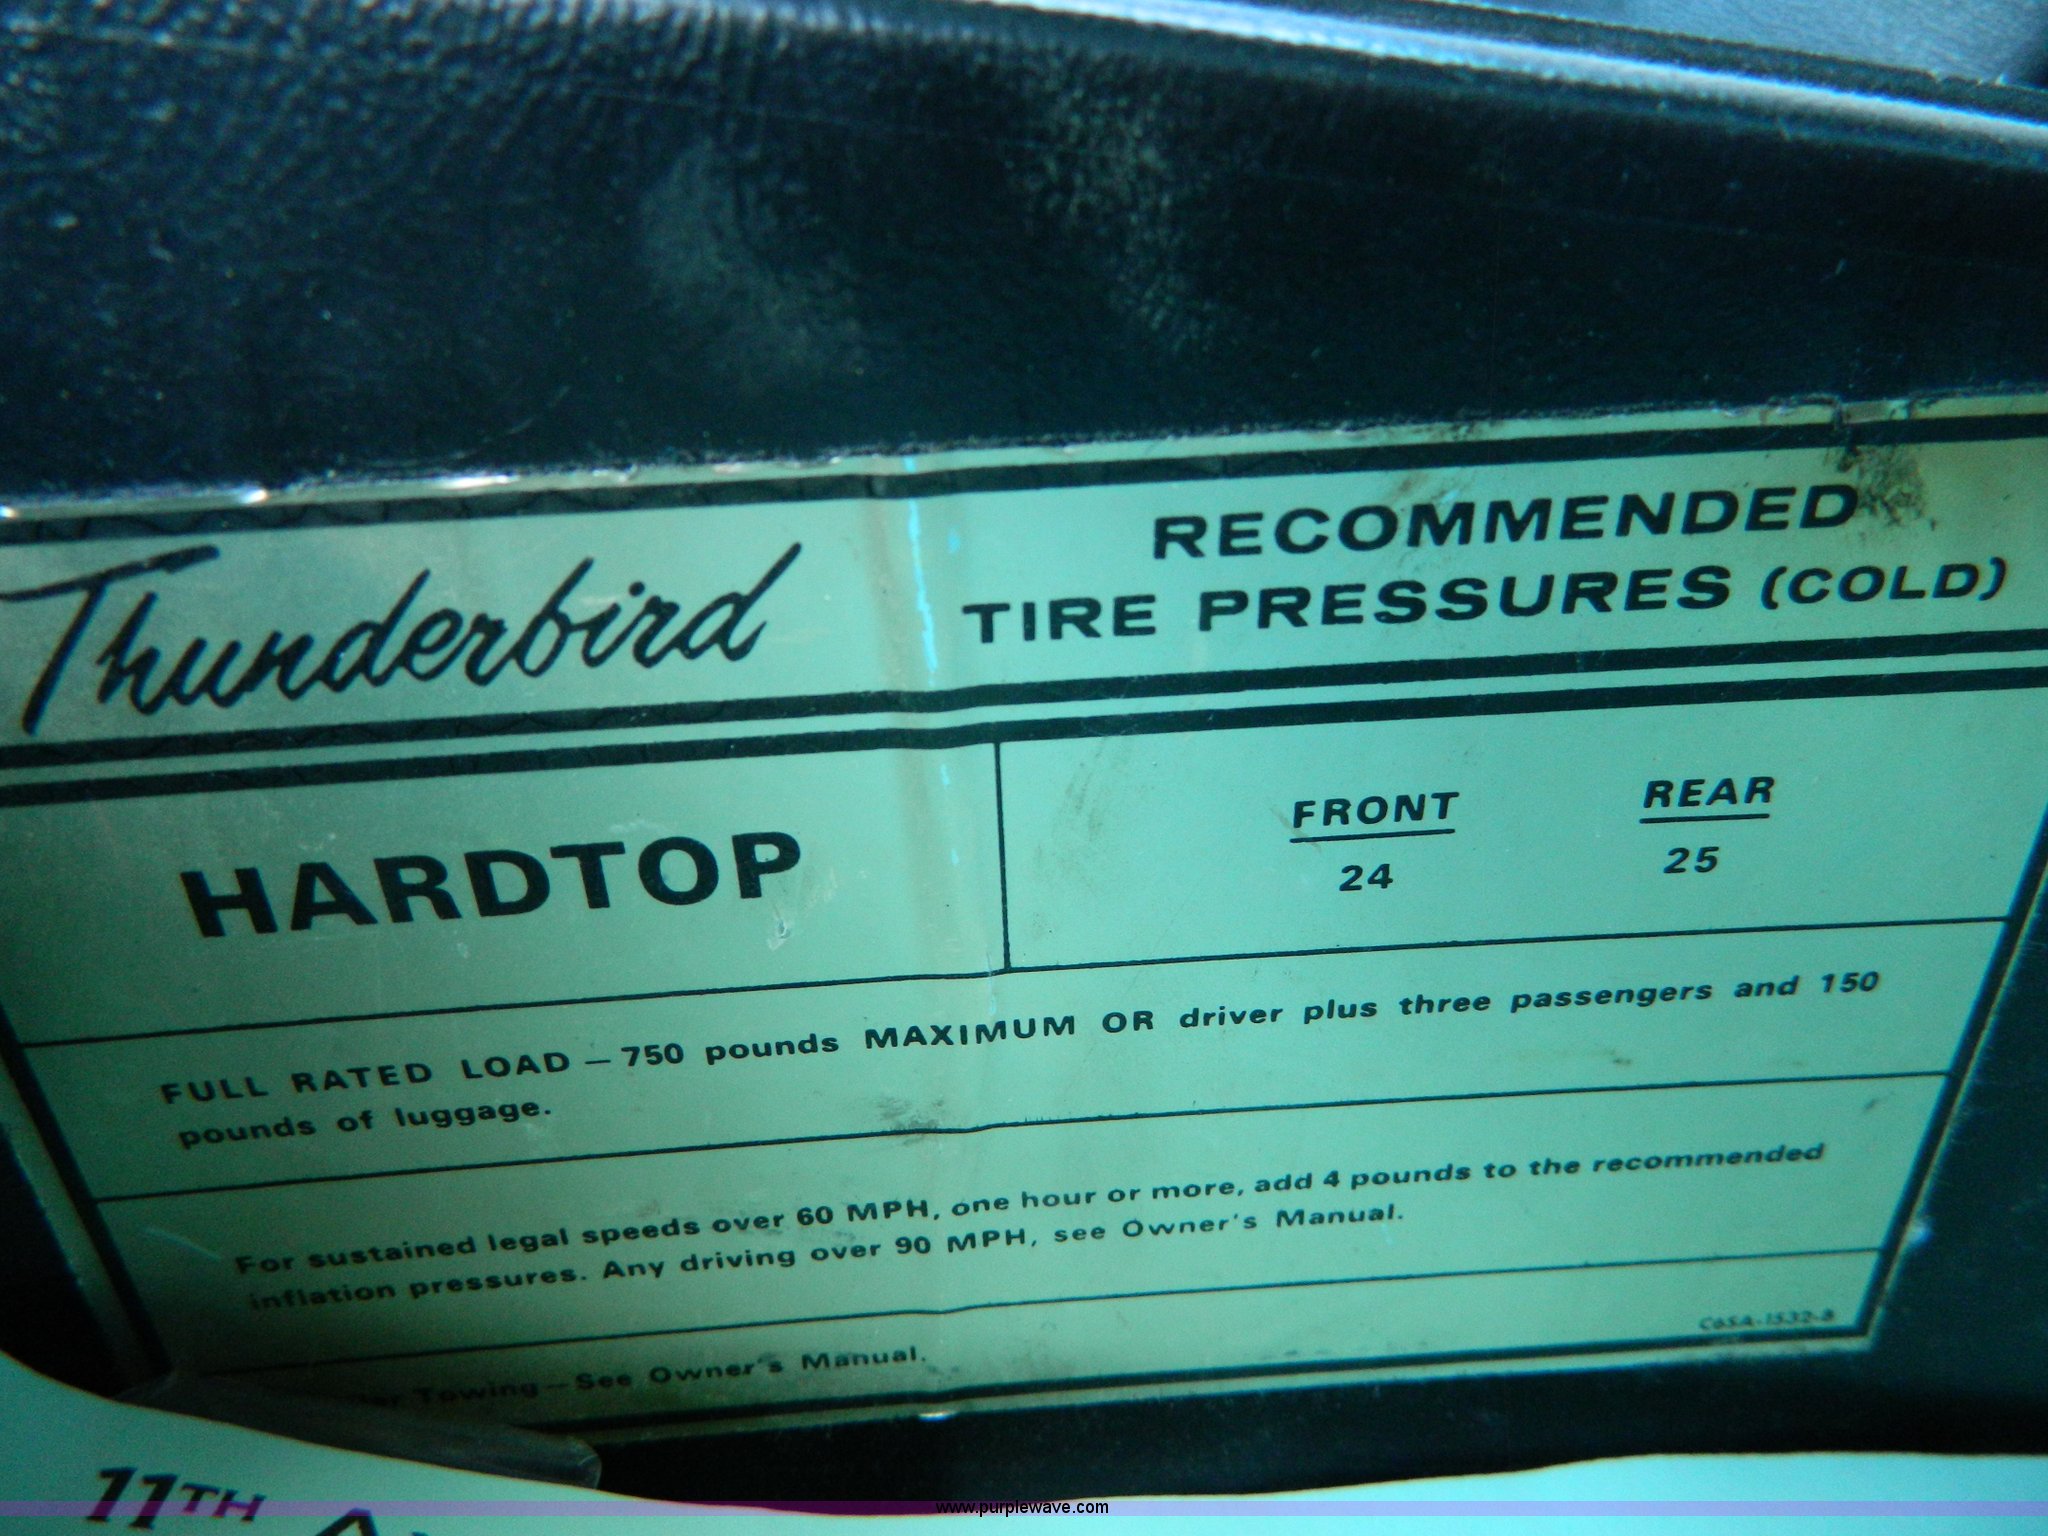 Thunderbird
RECOMMENDED
TIRE PRESSURES (COLD)
HARDTOP
FRONT REAR
24 25
FULL RATED LOAD – 750 pounds MAXIMUM OR driver plus three passengers and 150
pounds of luggage.
For sustained legal speeds over 60 MPH, one hour or more, add 4 pounds to the recommended
inflation pressures. Any driving over 90 MPH, see Owner's Manual.
Towing – See Owner's Manual.
11TH
www.purplewave.com